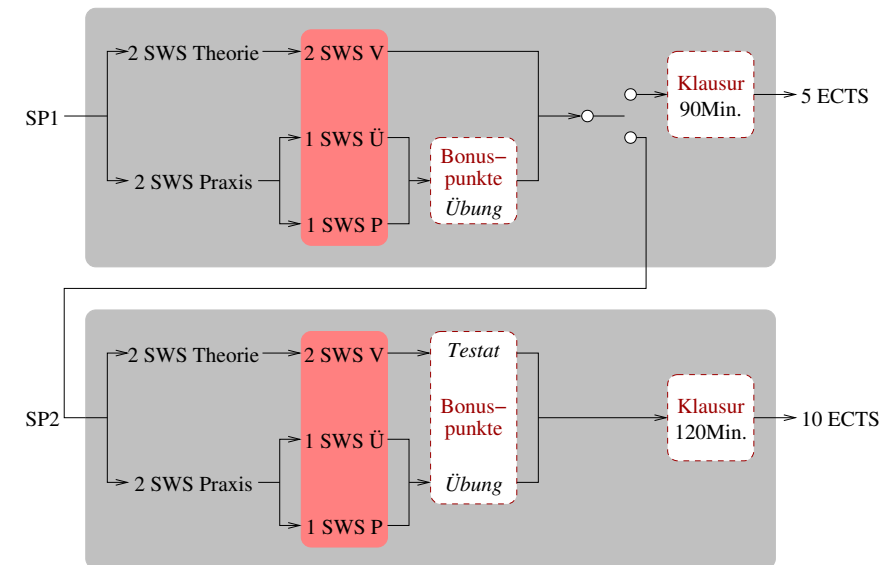 2 SWS Theorie
2 SWS V
Klausur
90Min.
5 ECTS
SP1
1 SWS Ü
Bonus–
punkte
Übung
2 SWS Praxis
1 SWS P
2 SWS Theorie
2 SWS V
Testat
Bonus–
punkte
Übung
Klausur
120Min.
10 ECTS
SP2
1 SWS Ü
2 SWS Praxis
1 SWS P